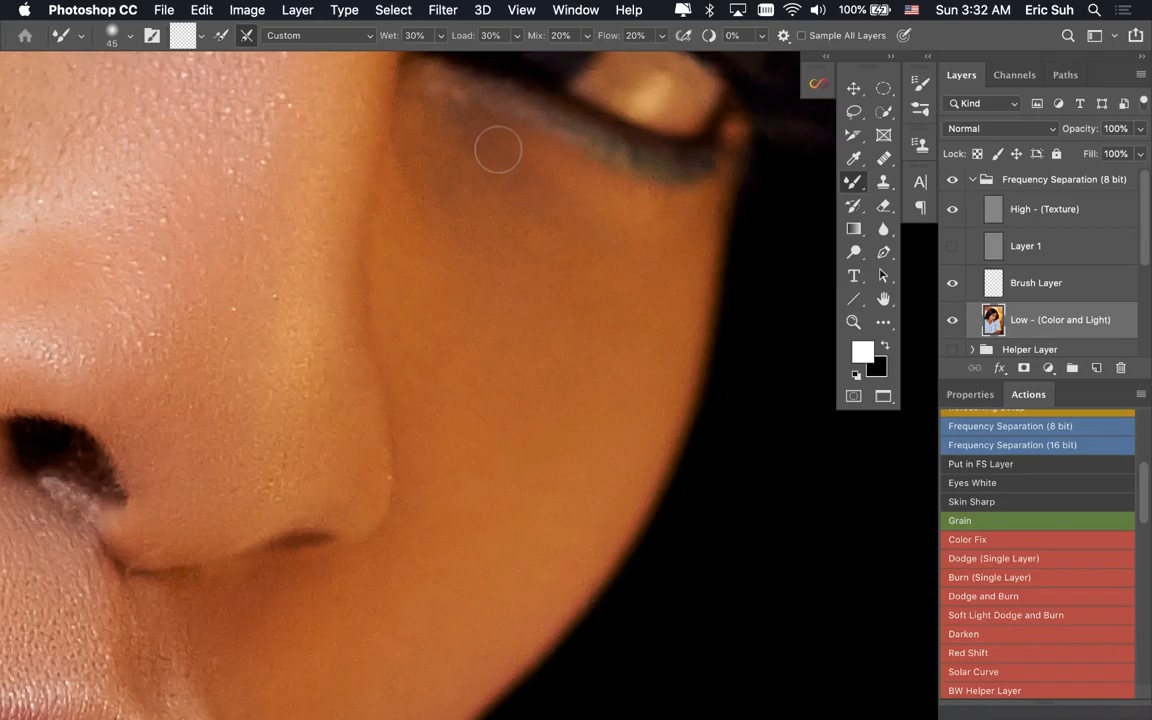 Photoshop CC File Edit Image Layer Type Select Filter 3D View Window Help 100% Sun 3:32 AM Eric Suh
45 Custom Wet: 30% Load: 30% Mix: 20% Flow: 20% 0% Sample All Layers
Layers Channels Paths
Kind
Normal Opacity: 100%
Lock: Fill: 100%
Frequency Separation (8 bit)
High - (Texture)
Layer 1
Brush Layer
Low - (Color and Light)
Helper Layer
Properties Actions
Frequency Separation (8 bit)
Frequency Separation (16 bit)
Put in FS Layer
Eyes White
Skin Sharp
Grain
Color Fix
Dodge (Single Layer)
Burn (Single Layer)
Dodge and Burn
Soft Light Dodge and Burn
Darken
Red Shift
Solar Curve
BW Helper Layer